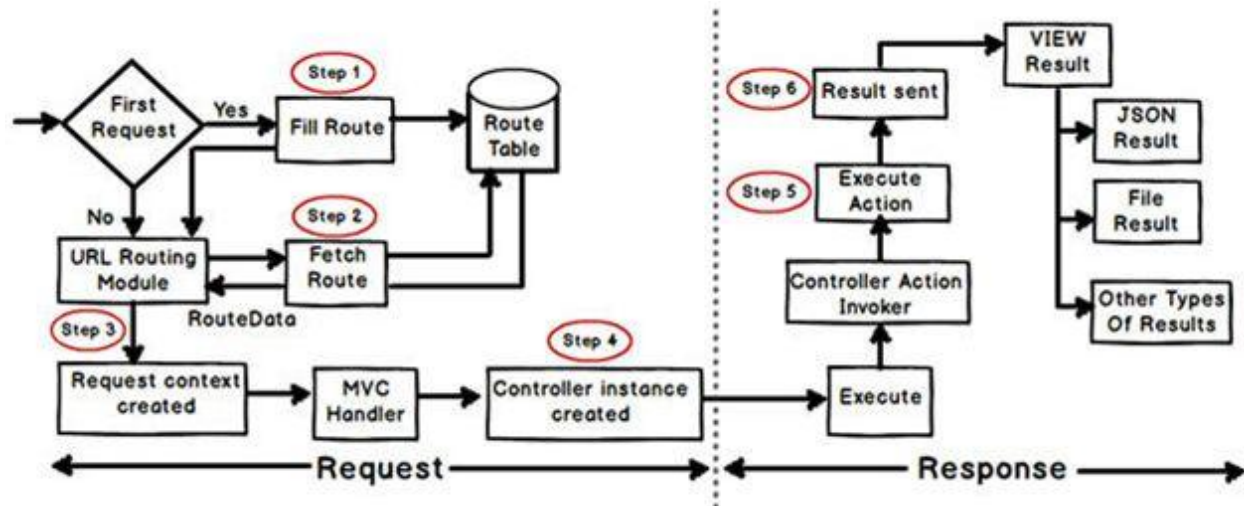 First
Request
Yes
No
Step 1
Fill Route
Route
Table
Step 2
Fetch
Route
URL Routing
Module
RouteData
Step 3
Request context
created
MVC
Handler
Step 4
Controller instance
created
Request
Execute
Controller Action
Invoker
Step 5
Execute
Action
Step 6
Result sent
VIEW
Result
JSON
Result
File
Result
Other Types
Of Results
Response